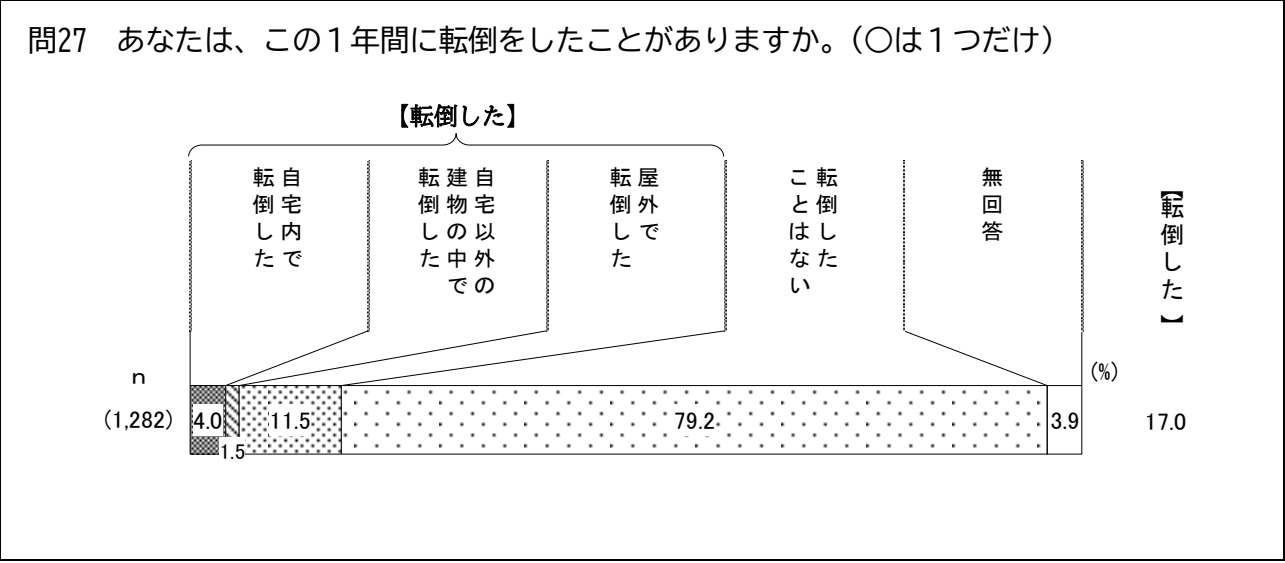 問27　あなたは、この１年間に転倒をしたことがありますか。（○は１つだけ）
【転倒した】
自宅内で
転倒した
自宅以外の
建物の中で
転倒した
屋外で
転倒した
転倒した
ことはない
無回答
【転倒した】
ｎ
(%)
(1,282)
4.0
1.5
11.5
79.2
3.9
17.0